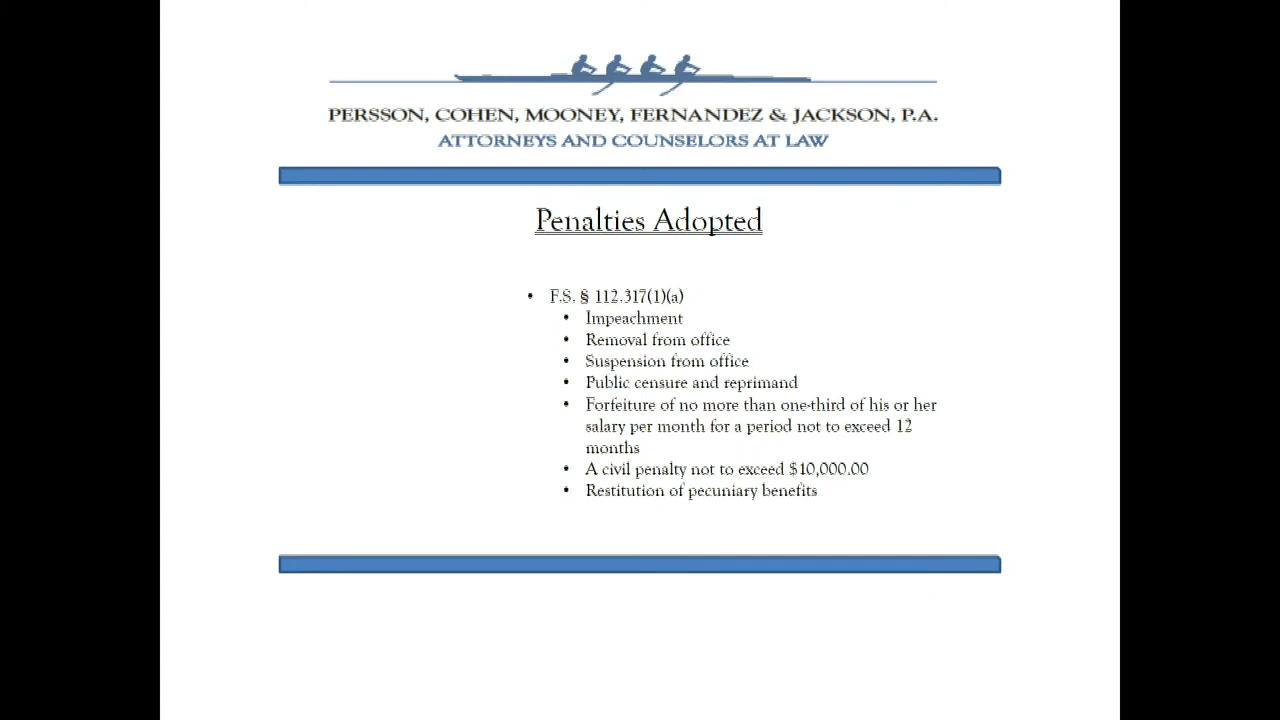 PERSSON, COHEN, MOONEY, FERNANDEZ & JACKSON, P.A.
ATTORNEYS AND COUNSELORS AT LAW
Penalties Adopted
• F.S. § 112.317(1)(a)
• Impeachment
• Removal from office
• Suspension from office
• Public censure and reprimand
• Forfeiture of no more than one-third of his or her
salary per month for a period not to exceed 12
months
• A civil penalty not to exceed $10,000.00
• Restitution of pecuniary benefits